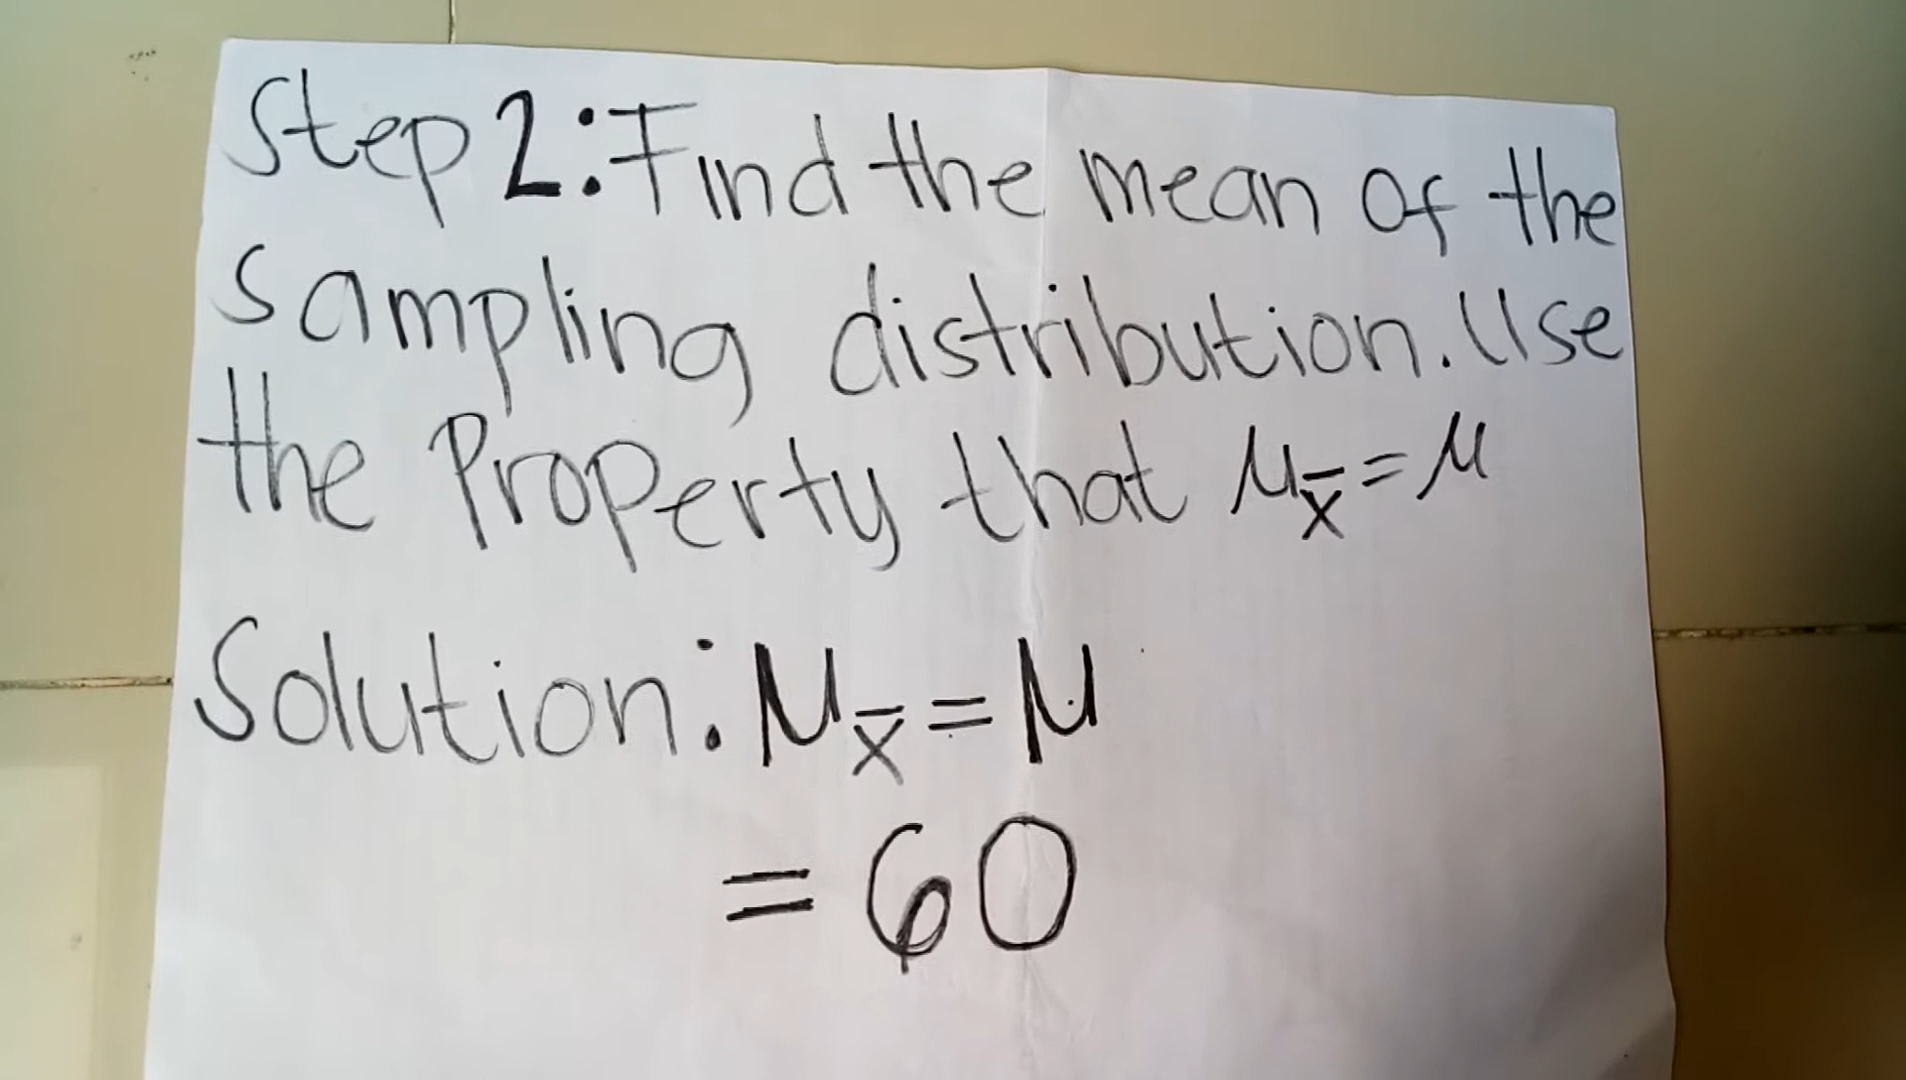 Step 2: Find the mean of the
sampling distribution. Use
the Property that μx̄ = μ
Solution: μx̄ = μ
= 60